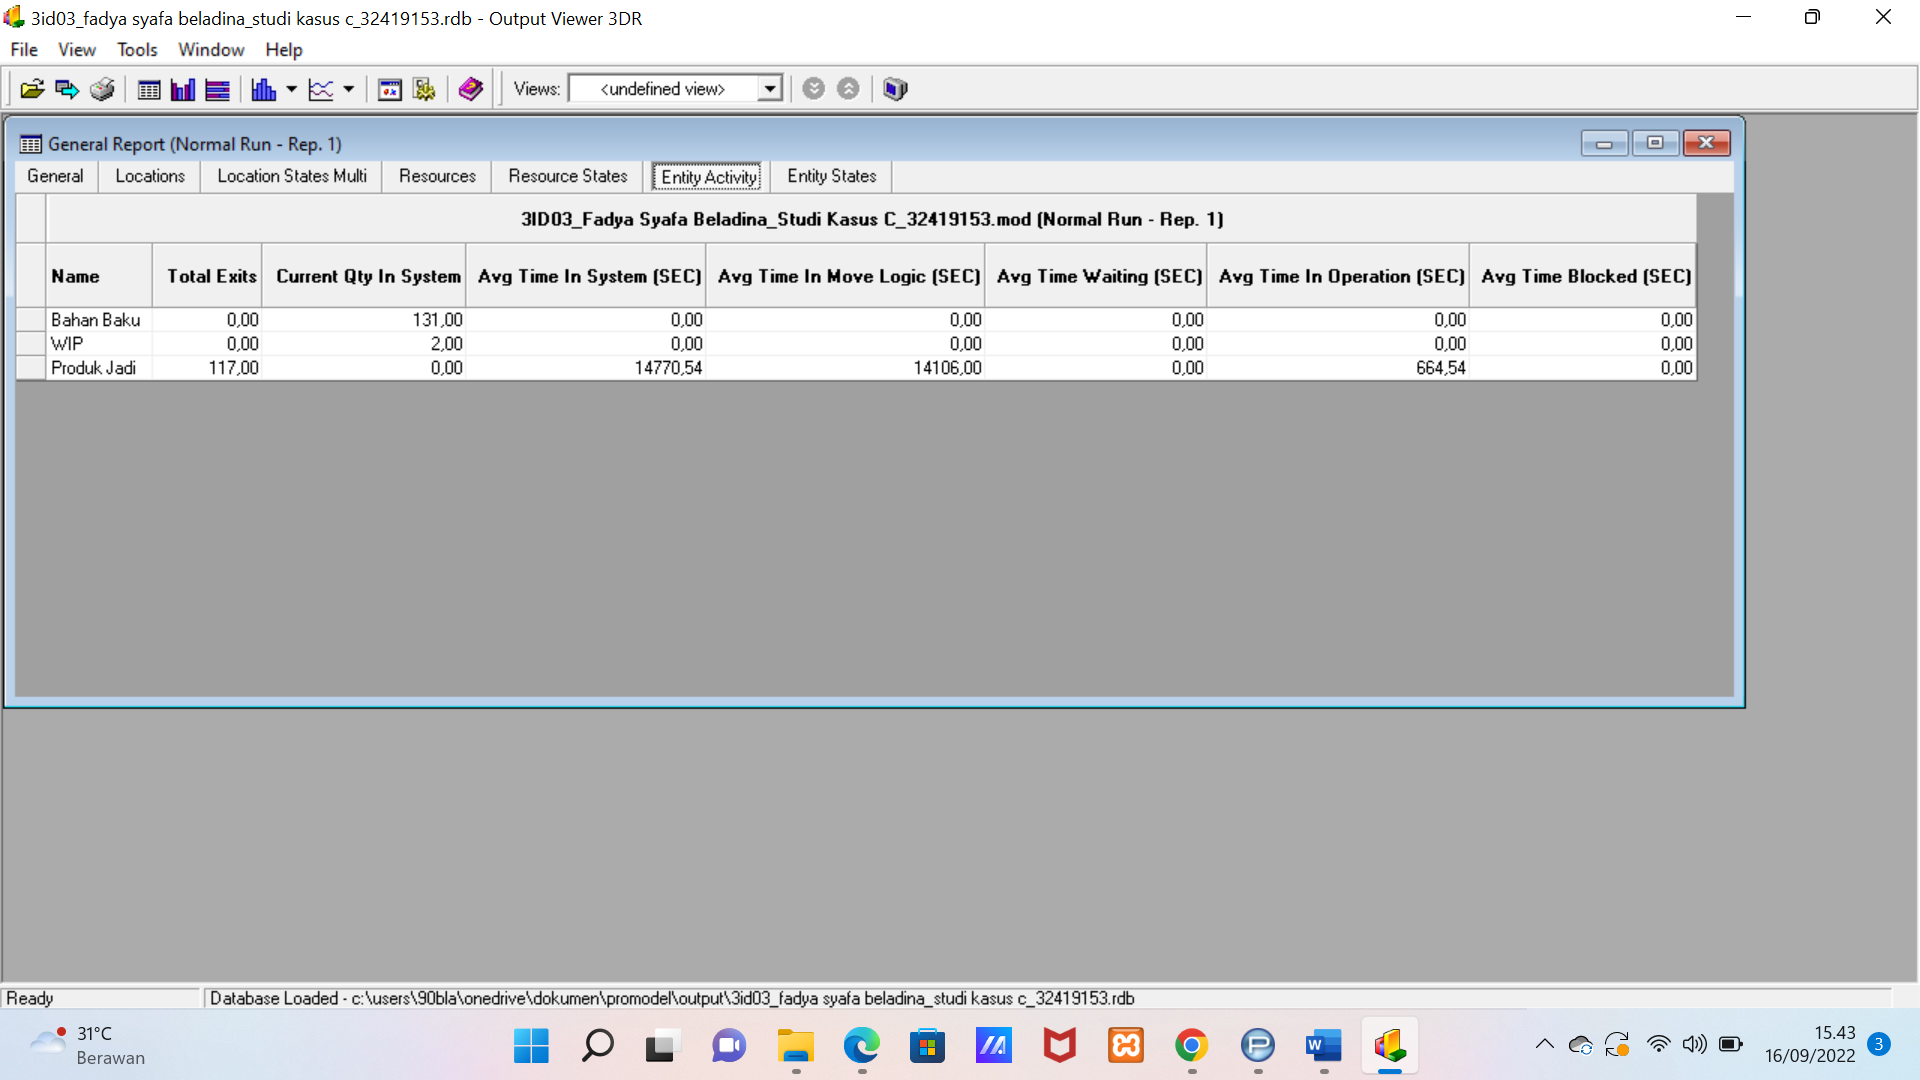 3id03_fadya syafa beladina_studi kasus c_32419153.rdb - Output Viewer 3DR
File View Tools Window Help
Views: <undefined view>
General Report (Normal Run - Rep. 1)
General Locations Location States Multi Resources Resource States Entity Activity Entity States
3ID03_Fadya Syafa Beladina_Studi Kasus C_32419153.mod (Normal Run - Rep. 1)
Name Total Exits Current Qty In System Avg Time In System (SEC) Avg Time In Move Logic (SEC) Avg Time Waiting (SEC) Avg Time In Operation (SEC) Avg Time Blocked (SEC)
Bahan Baku 0,00 131,00 0,00 0,00 0,00 0,00 0,00
WIP 0,00 2,00 0,00 0,00 0,00 0,00 0,00
Produk Jadi 117,00 0,00 14770,54 14106,00 0,00 664,54 0,00
Ready Database Loaded - c:\users\90bla\onedrive\dokumen\promodel\output\3id03_fadya syafa beladina_studi kasus c_32419153.rdb
31°C
Berawan
15.43
16/09/2022
3